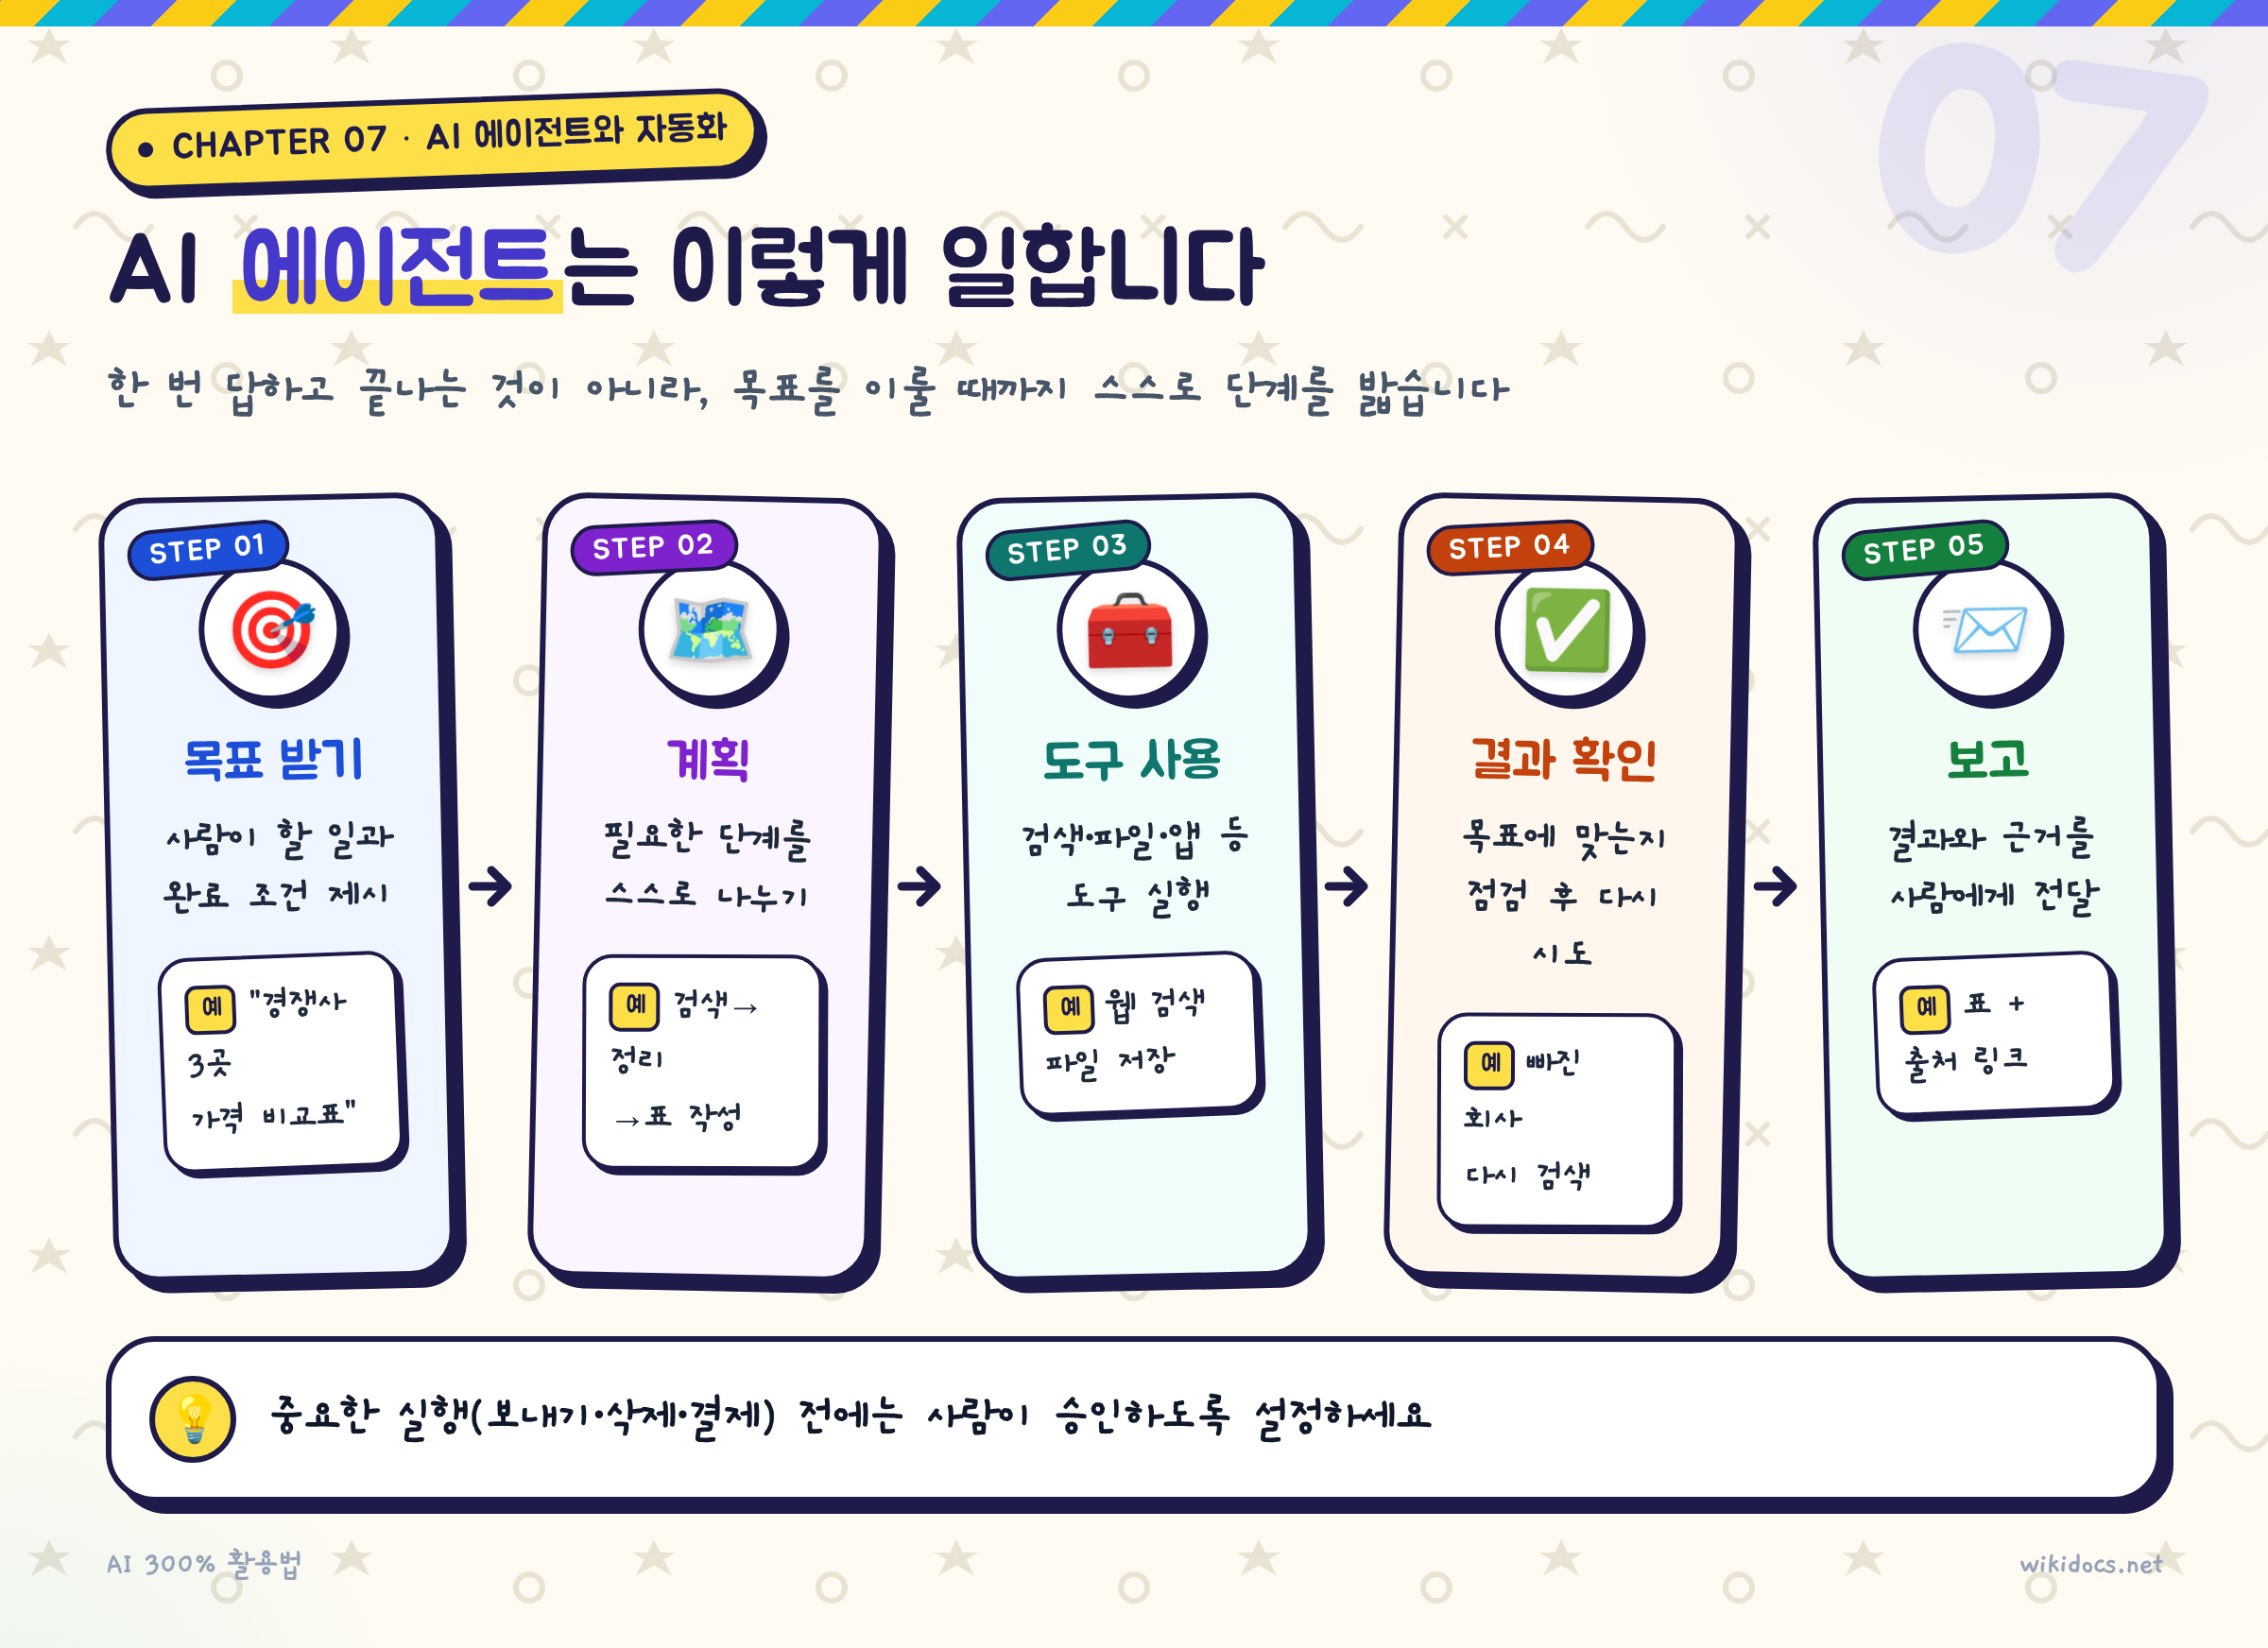 07
CHAPTER 07 · AI 에이전트와 자동화
AI 에이전트는 이렇게 일합니다
한 번 답하고 끝나는 것이 아니라, 목표를 이룰 때까지 스스로 단계를 밟습니다
STEP 01
목표 받기
사람이 할 일과
완료 조건 제시
예 "경쟁사
3곳
가격 비교표"
STEP 02
계획
필요한 단계를
스스로 나누기
예 검색→
정리
→표 작성
STEP 03
도구 사용
검색·파일·앱 등
도구 실행
예 웹 검색
파일 저장
STEP 04
결과 확인
목표에 맞는지
점검 후 다시
시도
예 빠진
회사
다시 검색
STEP 05
보고
결과와 근거를
사람에게 전달
예 표 +
출처 링크
중요한 실행(보내기·삭제·결제) 전에는 사람이 승인하도록 설정하세요
AI 300% 활용법
wikidocs.net